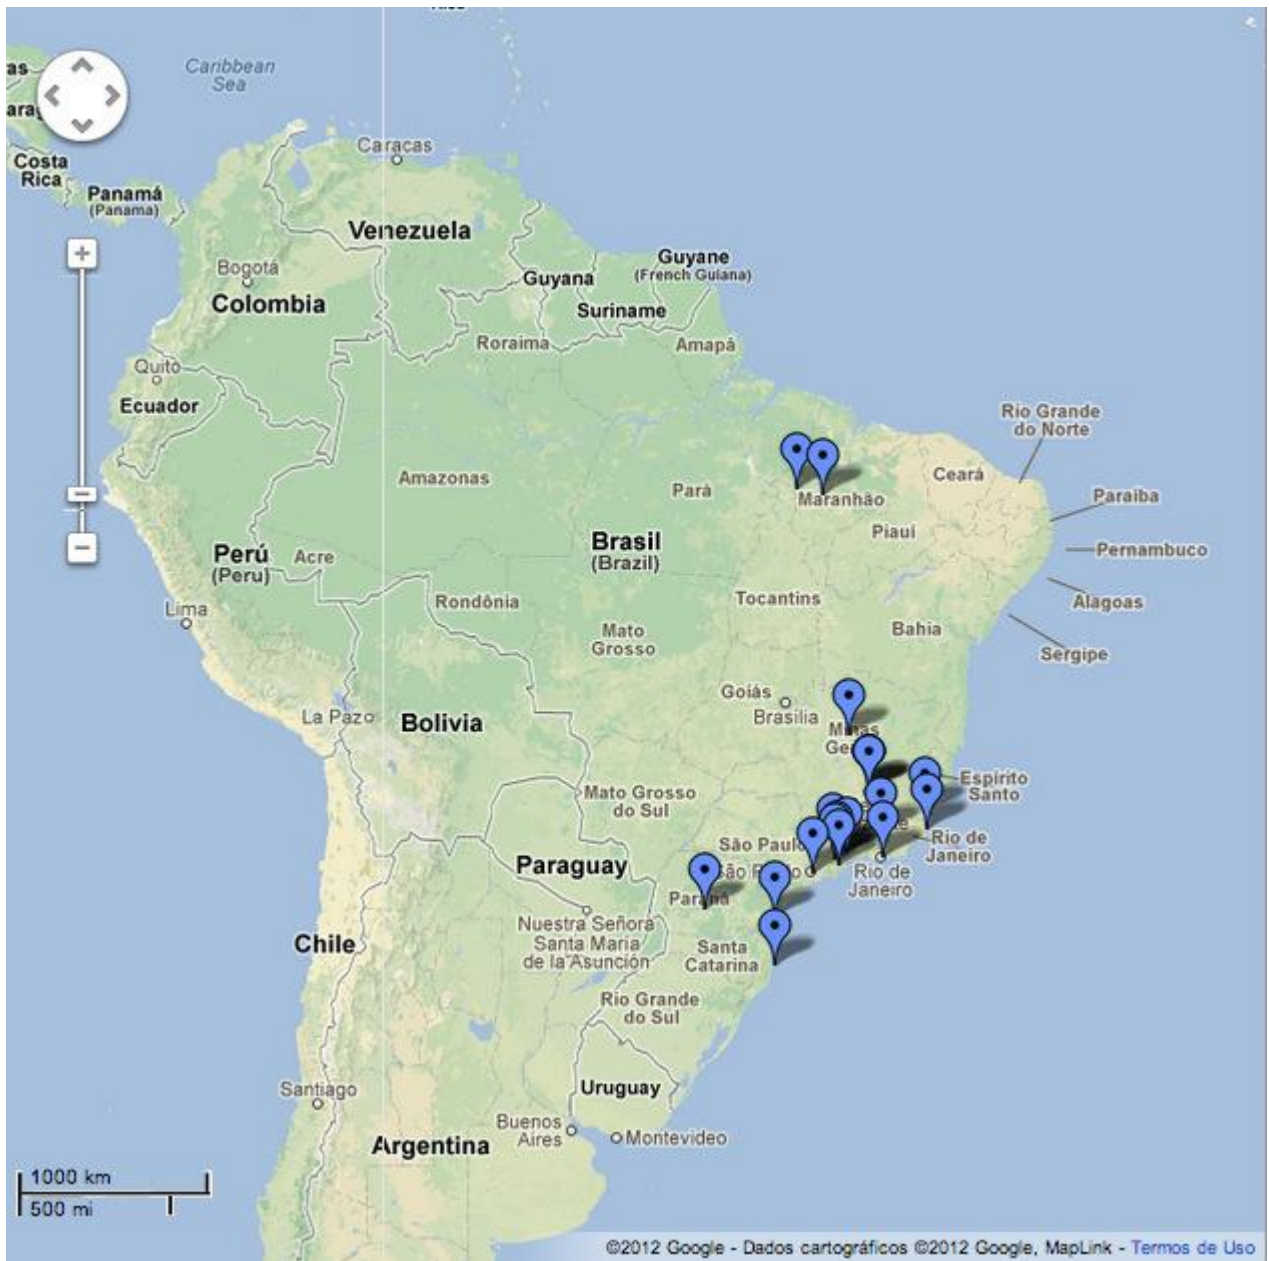 Caribbean
Sea
Caracas
Costa
Rica
Panamá
(Panama)
Venezuela
Guyane
(French Guiana)
Bogotá
Guyana
Colombia
Suriname
Roraima
Amapá
Quito
Ecuador
Rio Grande
do Norte
Amazonas
Pará
Ceará
Maranhão
Paraíba
Piauí
Brasil
(Brazil)
Pernambuco
Perú
(Peru)
Acre
Rondônia
Tocantins
Alagoas
Lima
Mato
Grosso
Bahia
Sergipe
Goiás
Brasília
La Paz
Bolivia
Espírito
Santo
Mato Grosso
do Sul
São Paulo
Rio de
Janeiro
Paraguay
Rio de
Janeiro
Paraná
Nuestra Señora
Santa Maria
de la Asunción
Chile
Santa
Catarina
Rio Grande
do Sul
Santiago
Uruguay
Buenos
Aires
Montevideo
Argentina
1000 km
500 mi
©2012 Google - Dados cartográficos ©2012 Google, MapLink - Termos de Uso